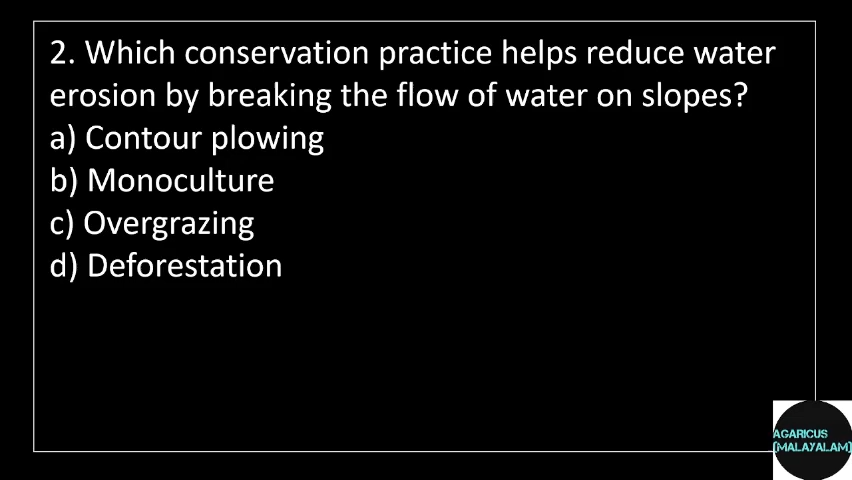 2. Which conservation practice helps reduce water
erosion by breaking the flow of water on slopes?
a) Contour plowing
b) Monoculture
c) Overgrazing
d) Deforestation
AGARICUS
(MALAYALAM)